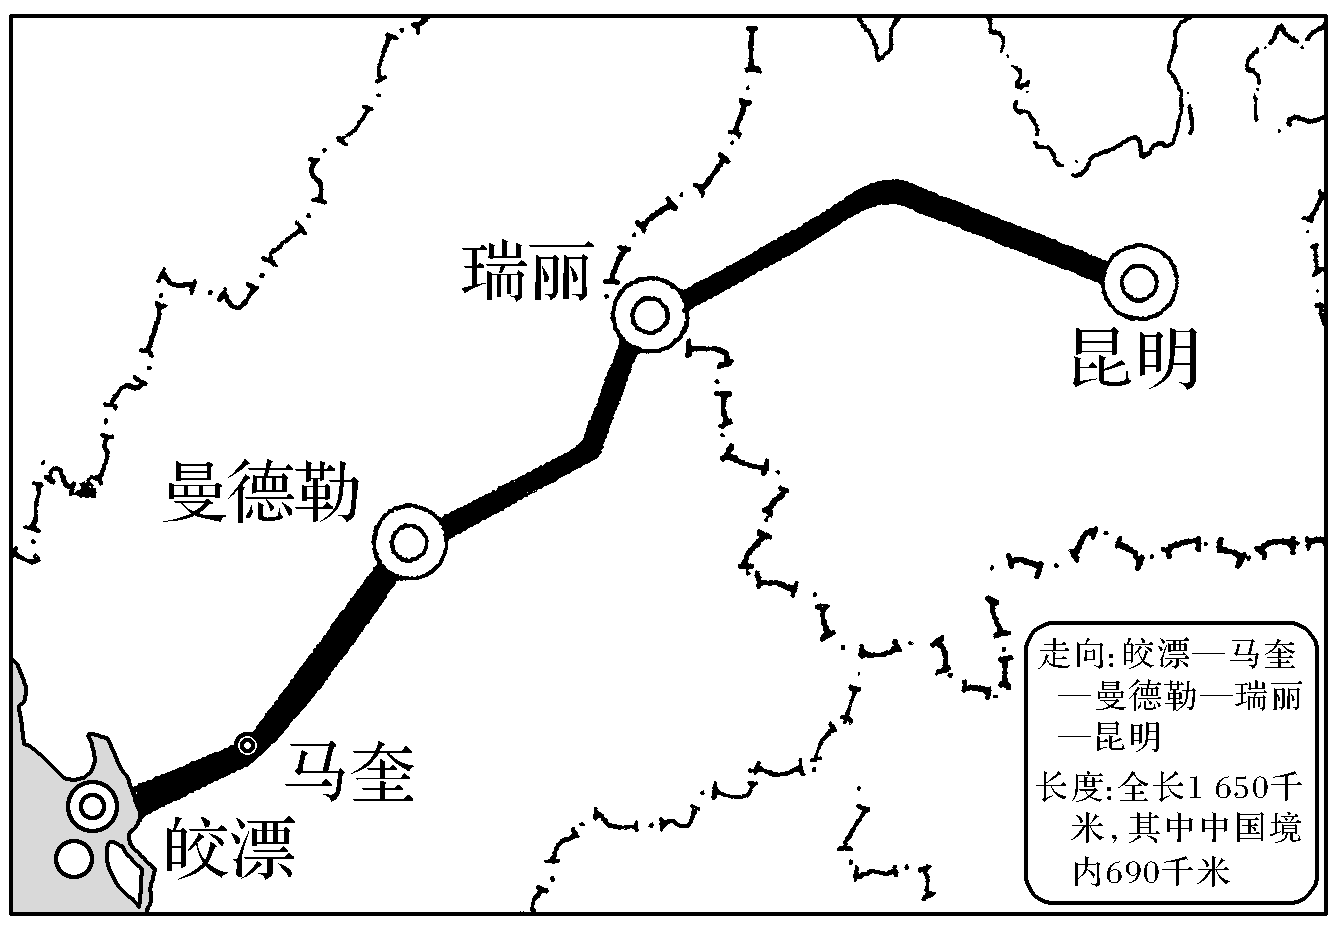 瑞丽
昆明
曼德勒
马奎
皎漂
走向:皎漂—马奎
—曼德勒—瑞丽
—昆明
长度:全长1 650千
米,其中中国境
内690千米